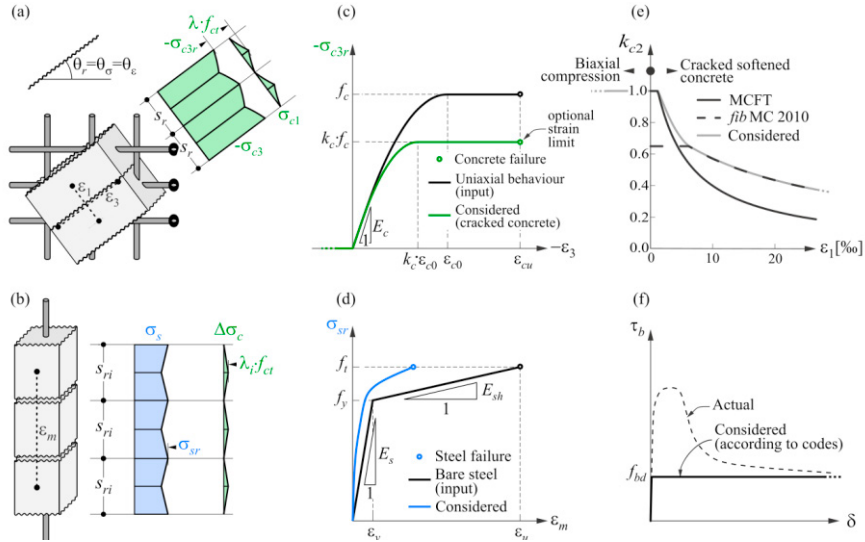 (a)
θr=θσ=θε
λ·fct
-σc3r
σc1
-σc3
sr
sr
ε1
ε3
(b)
σs
Δσc
sri
sri
sri
λi·fct
εm
σsr
(c)
-σc3r
fc
kc·fc
optional
strain
limit
Concrete failure
Uniaxial behaviour
(input)
Considered
(cracked concrete)
Ec
1
kc·εc0
εc0
εcu
−ε3
(d)
σsr
ft
fy
Esh
1
Es
1
Steel failure
Bare steel
(input)
Considered
εy
εu
εm
(e)
kc2
Biaxial
compression
Cracked softened
concrete
MCFT
fib MC 2010
Considered
1.0
0.8
0.6
0.4
0.2
0
0
10
20
ε1[‰]
(f)
τb
Actual
Considered
(according to codes)
fbd
δ